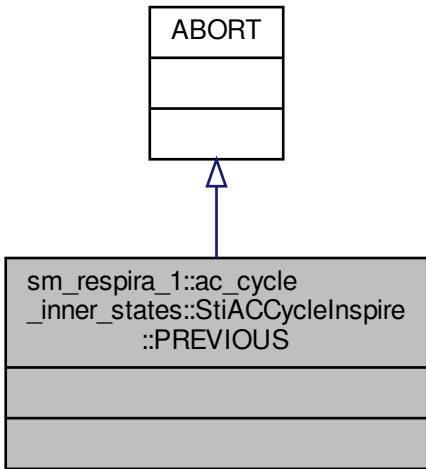 ABORT
sm_respira_1::ac_cycle
_inner_states::StiACCycleInspire
::PREVIOUS